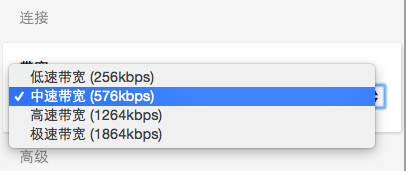 连接
低速带宽 (256kbps)
✓ 中速带宽 (576kbps)
高速带宽 (1264kbps)
极速带宽 (1864kbps)
高级